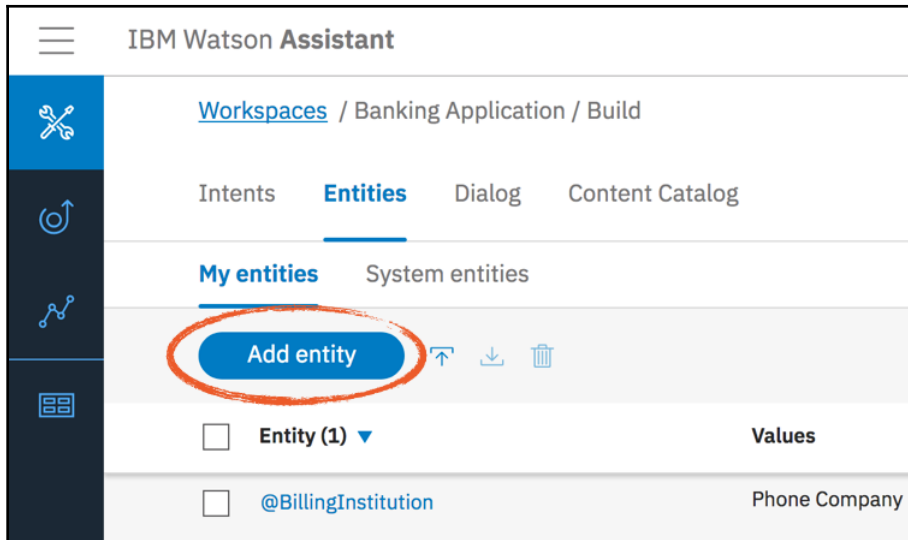 IBM Watson Assistant
Workspaces / Banking Application / Build
Intents Entities Dialog Content Catalog
My entities System entities
Add entity
Entity (1) Values
@BillingInstitution Phone Company